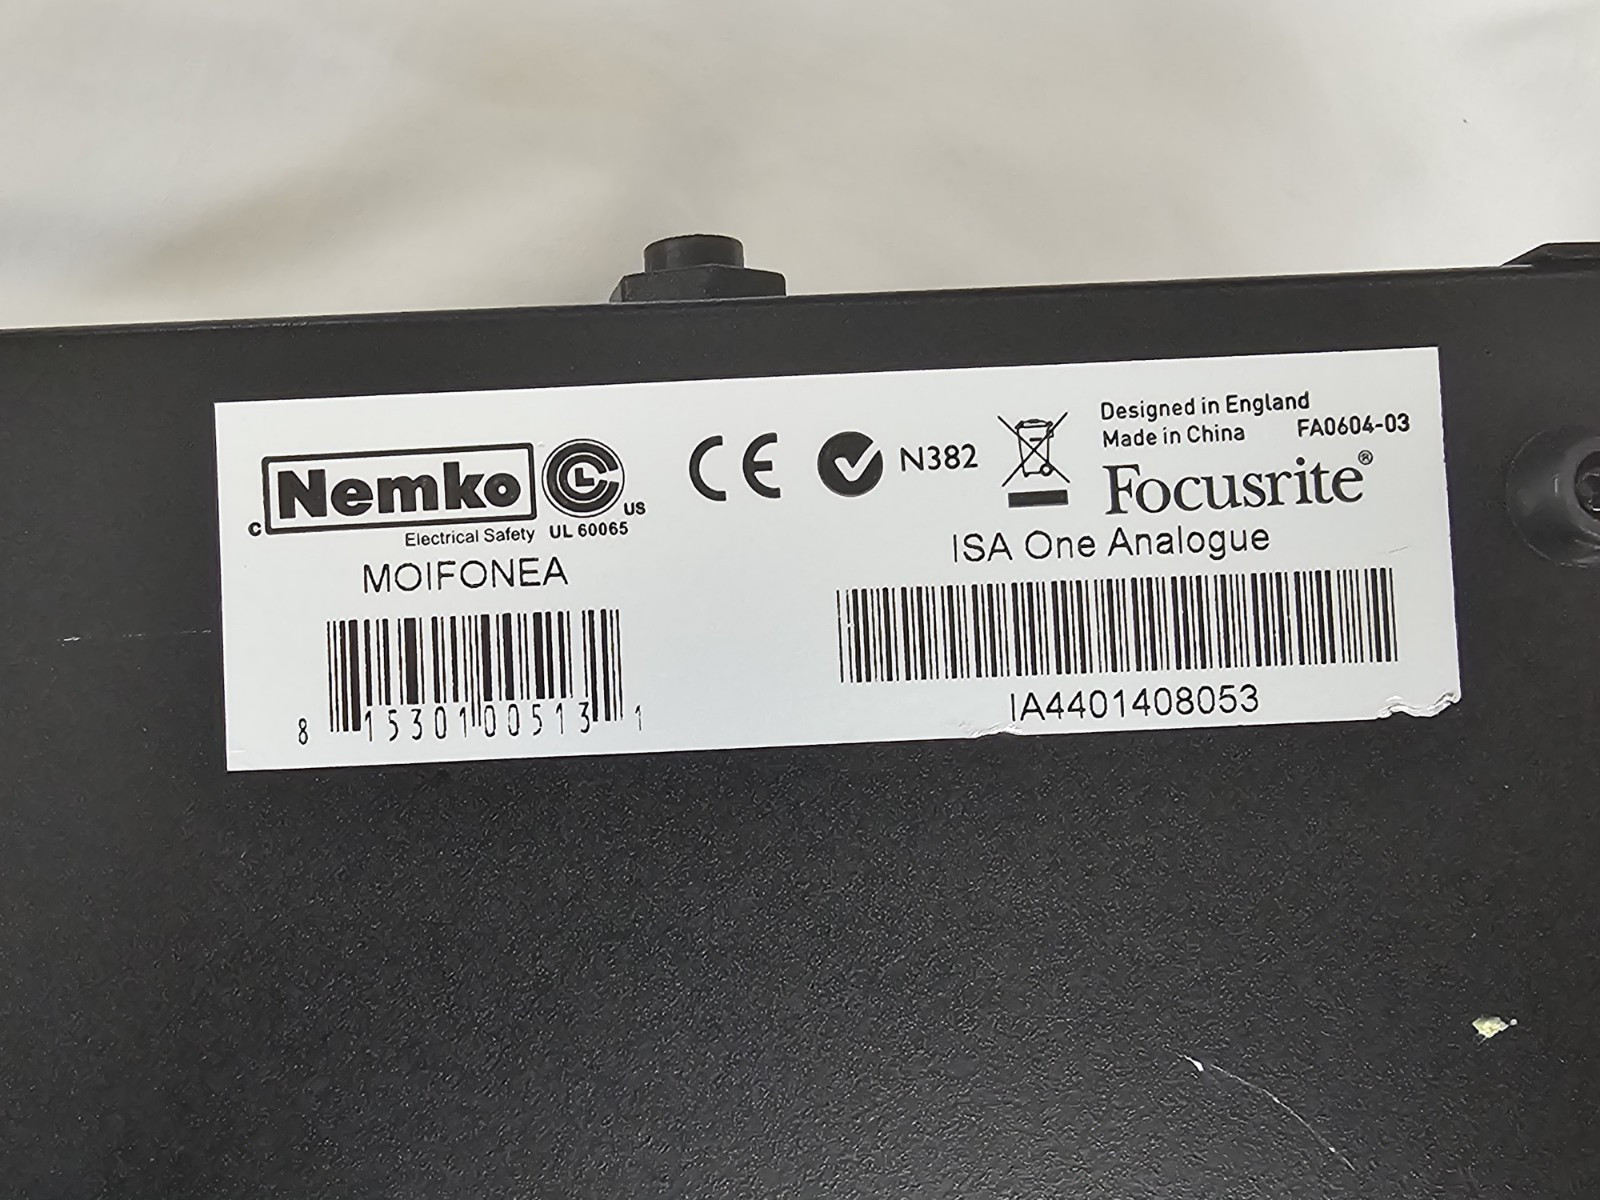 c Nemko CCL US
Electrical Safety UL 60065
MOIFONEA
8 15301 00513 1
CE N382
Designed in England
Made in China FA0604-03
Focusrite®
ISA One Analogue
IA4401408053